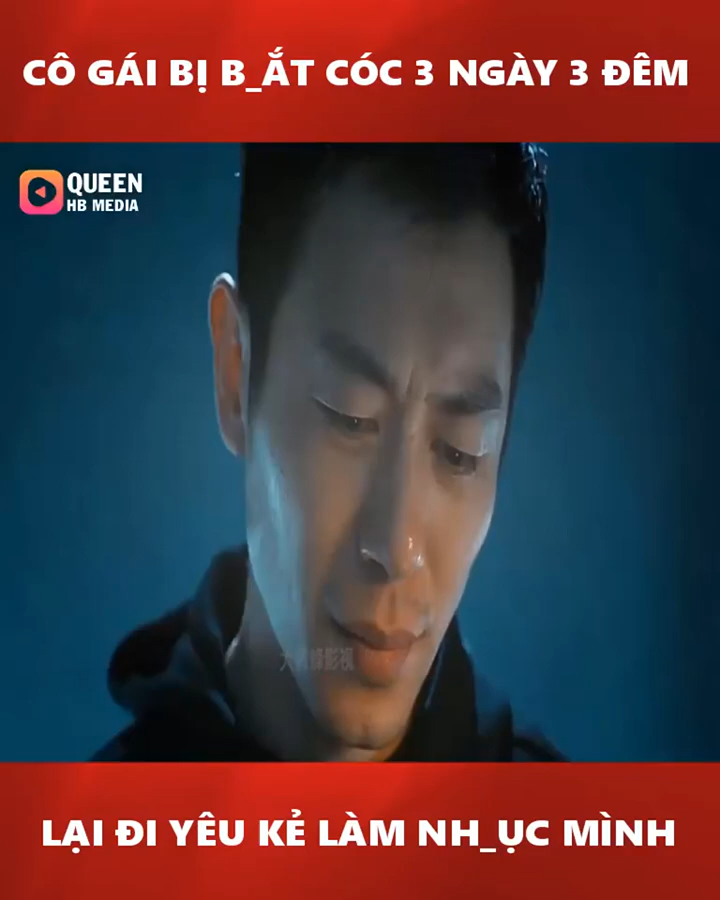 CÔ GÁI BỊ B_ẮT CÓC 3 NGÀY 3 ĐÊM
QUEEN
HB MEDIA
LẠI ĐI YÊU KẺ LÀM NH_ỤC MÌNH